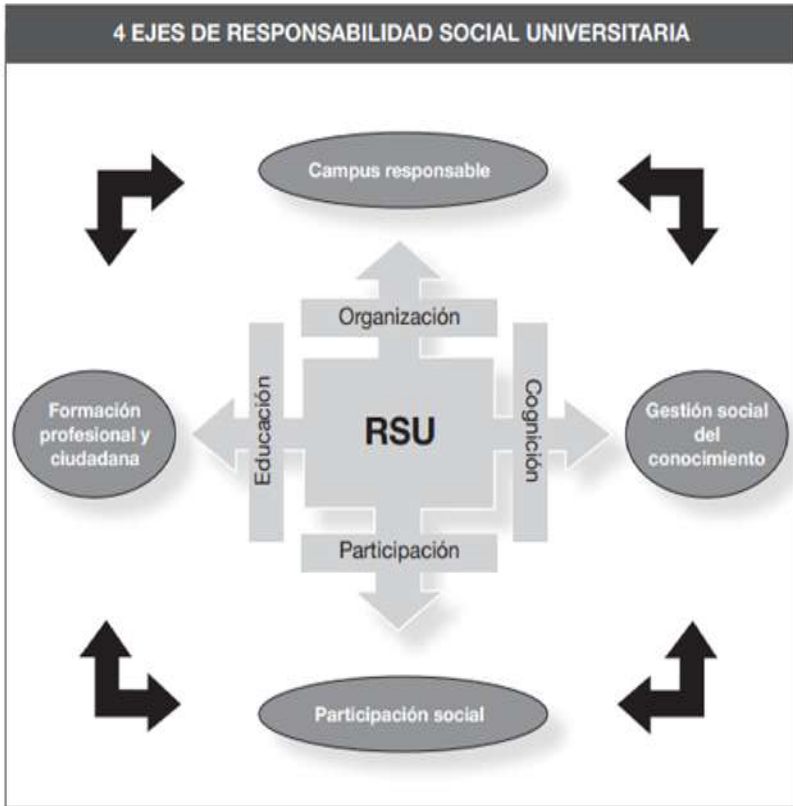 4 EJES DE RESPONSABILIDAD SOCIAL UNIVERSITARIA
Campus responsable
Organización
Educación
Formación
profesional y
ciudadana
RSU
Cognición
Gestión social
del
conocimiento
Participación
Participación social